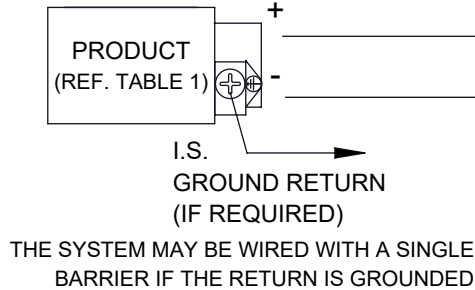 +
PRODUCT
(REF. TABLE 1)
-
I.S.
GROUND RETURN
(IF REQUIRED)
THE SYSTEM MAY BE WIRED WITH A SINGLE
BARRIER IF THE RETURN IS GROUNDED